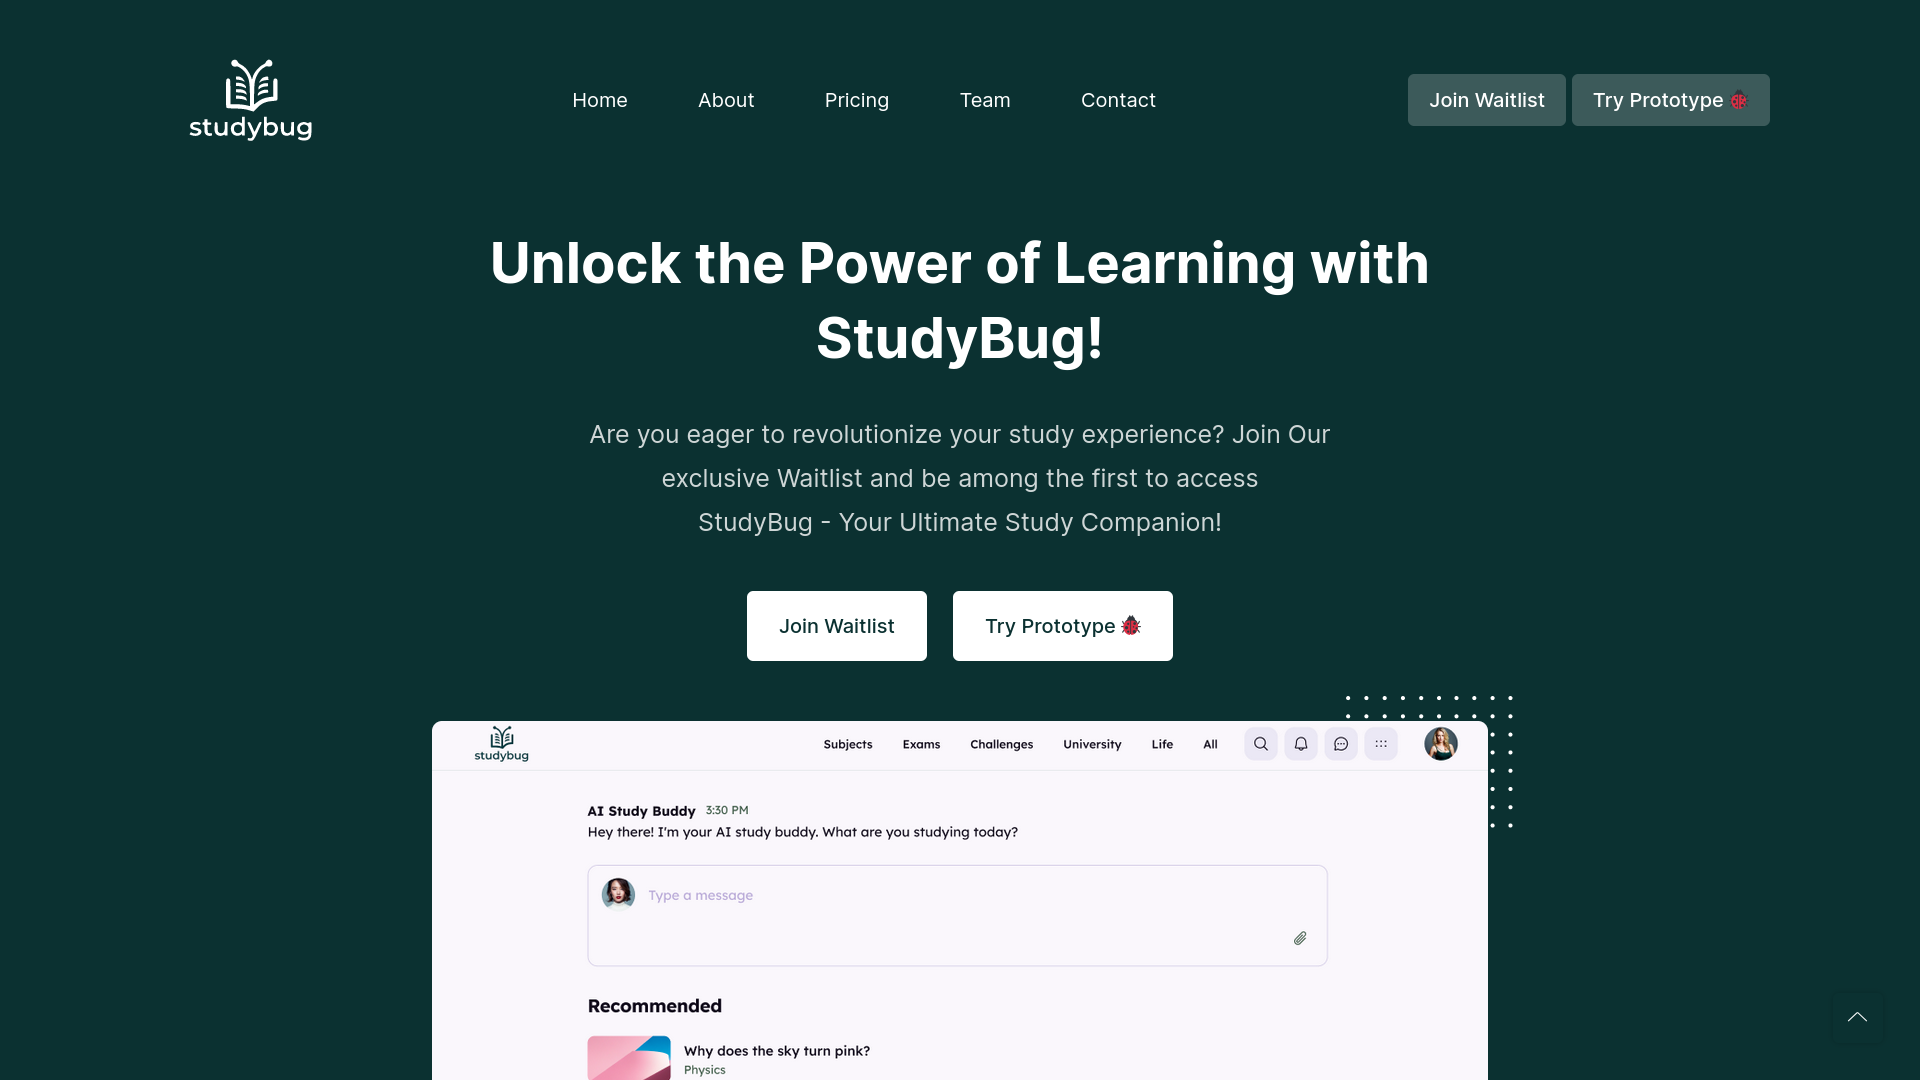 studybug
Home
About
Pricing
Team
Contact
Join Waitlist
Try Prototype
Unlock the Power of Learning with
StudyBug!
Are you eager to revolutionize your study experience? Join Our
exclusive Waitlist and be among the first to access
StudyBug - Your Ultimate Study Companion!
Join Waitlist
Try Prototype
studybug
Subjects
Exams
Challenges
University
Life
All
AI Study Buddy 3:30 PM
Hey there! I'm your AI study buddy. What are you studying today?
Type a message
Recommended
Why does the sky turn pink?
Physics